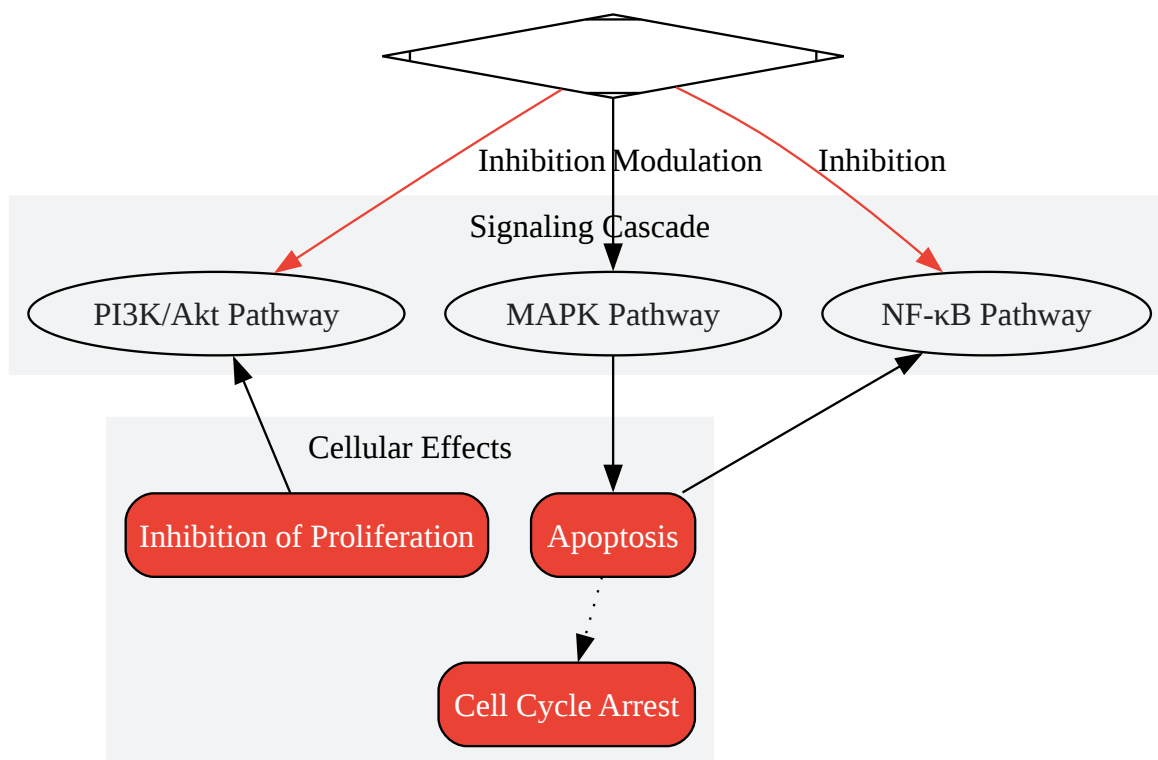 Inhibition
Modulation
Inhibition
Signaling Cascade
PI3K/Akt Pathway
MAPK Pathway
NF-κB Pathway
Cellular Effects
Inhibition of Proliferation
Apoptosis
Cell Cycle Arrest